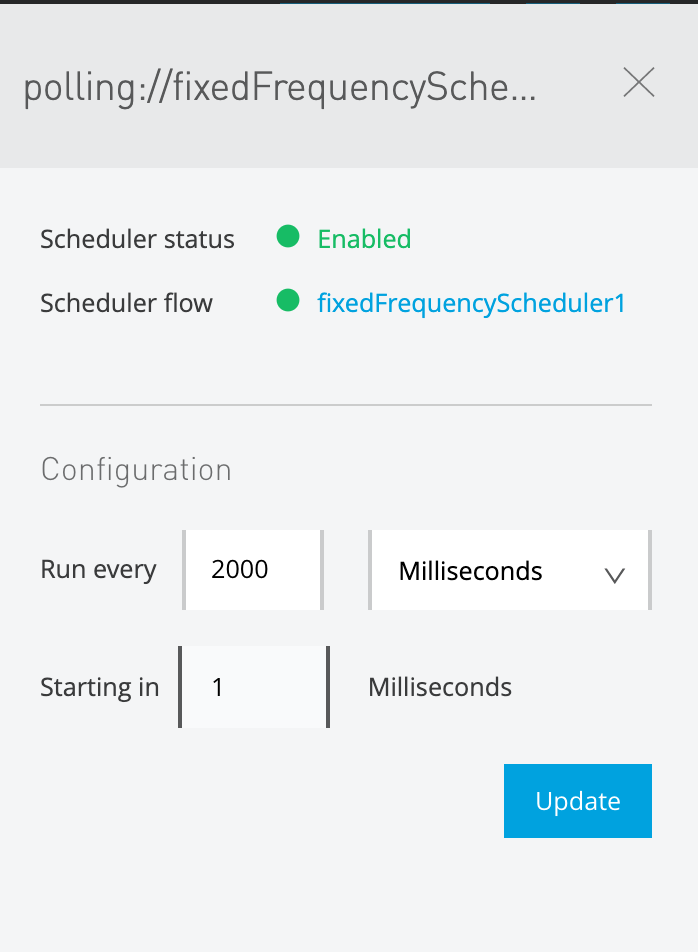 polling://fixedFrequencySche...
Scheduler status Enabled
Scheduler flow fixedFrequencyScheduler1
Configuration
Run every 2000 Milliseconds
Starting in 1 Milliseconds
Update